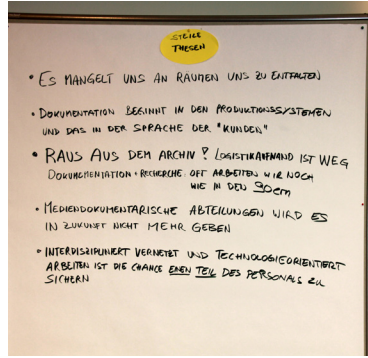 STEILE
THESEN
• ES MANGELT UNS AN RÄUMEN UNS ZU ENTFALTEN
• DOKUMENTATION BEGINNT IN DEN PRODUKTIONSSYSTEMEN
UND DAS IN DER SPRACHE DER "KUNDEN"
• RAUS AUS DEM ARCHIV! LOGISTIKAUFWAND IST WEG
DOKUMENTATION + RECHERCHE: OFT ARBEITEN WIR NOCH
WIE IN DEN 90ern
• MEDIENDOKUMENTARISCHE ABTEILUNGEN WIRD ES
IN ZUKUNFT NICHT MEHR GEBEN
• INTERDISZIPLINIERT VERNETZT UND TECHNOLOGIEORIENTIERT
ARBEITEN IST DIE CHANCE EINEN TEIL DES PERSONALS ZU
SICHERN